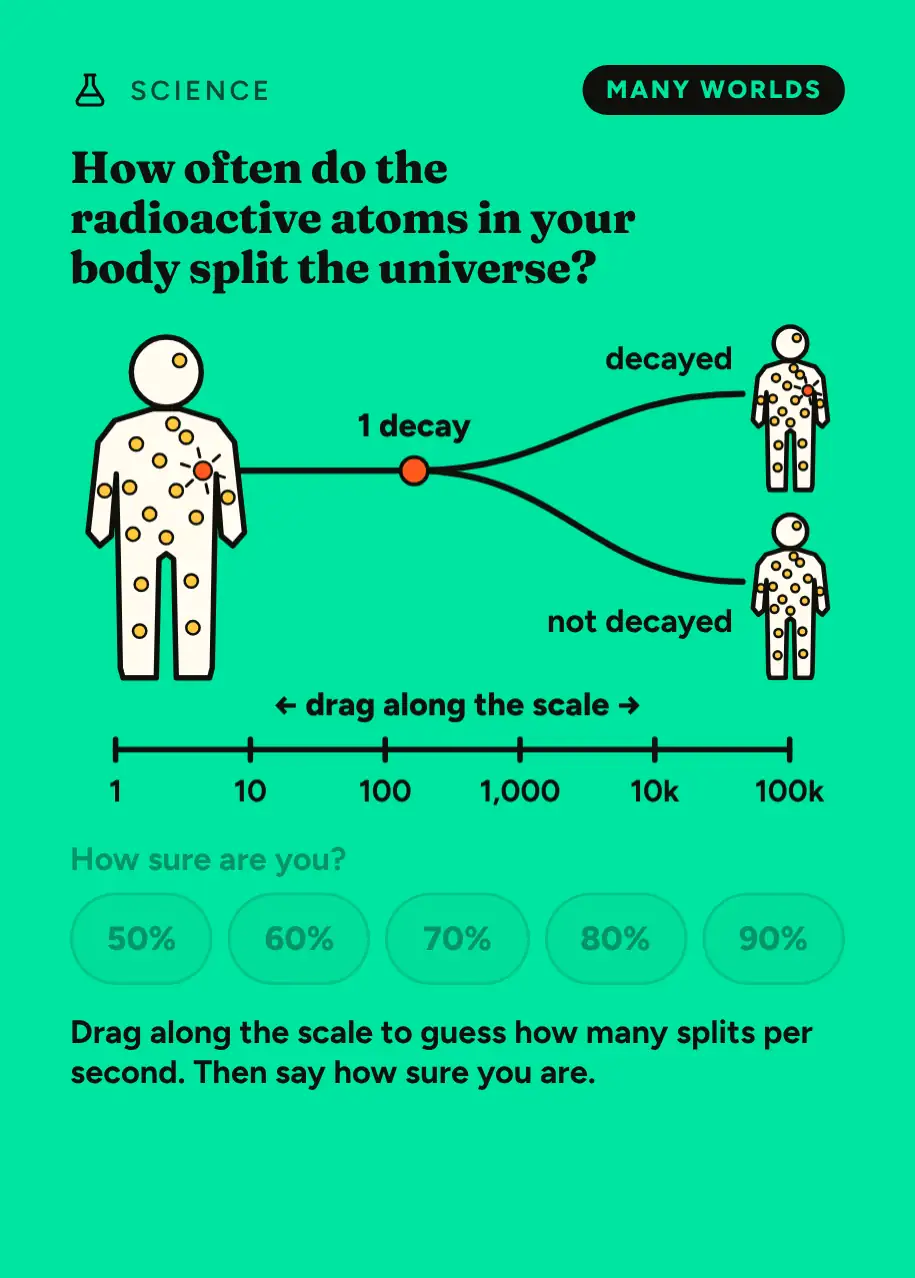 SCIENCE
MANY WORLDS
How often do the
radioactive atoms in your
body split the universe?
decayed
1 decay
not decayed
← drag along the scale →
1 10 100 1,000 10k 100k
How sure are you?
50% 60% 70% 80% 90%
Drag along the scale to guess how many splits per
second. Then say how sure you are.